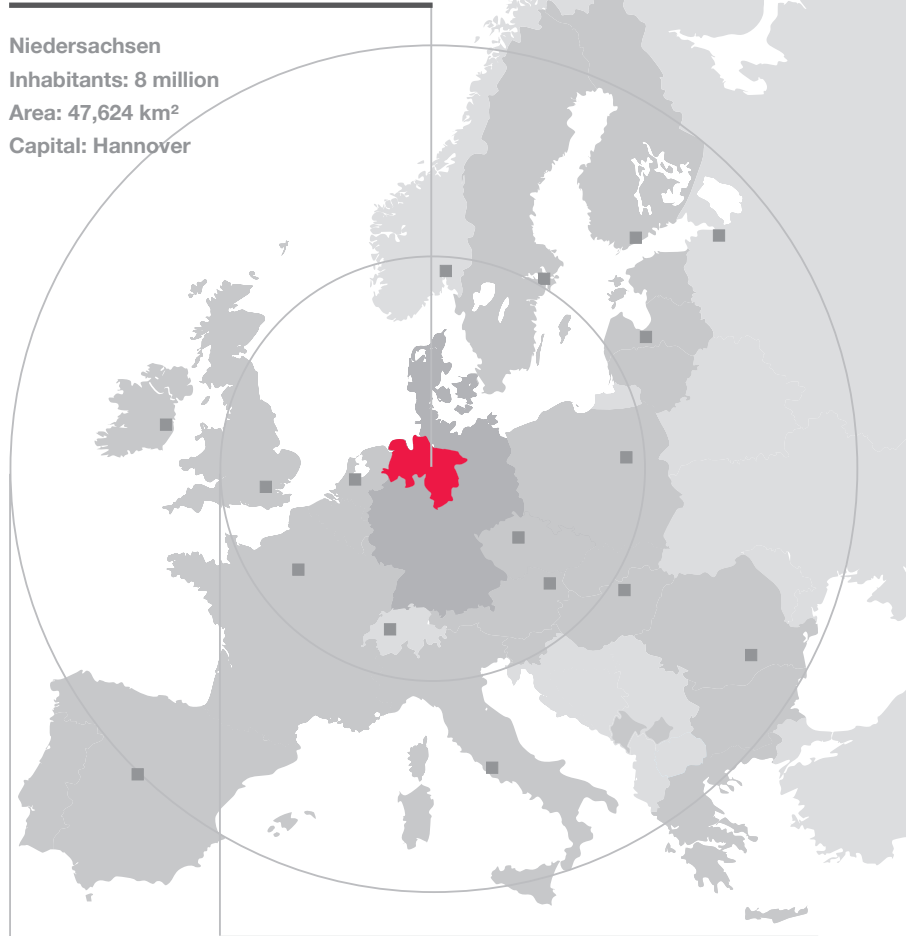 Niedersachsen
Inhabitants: 8 million
Area: 47,624 km²
Capital: Hannover